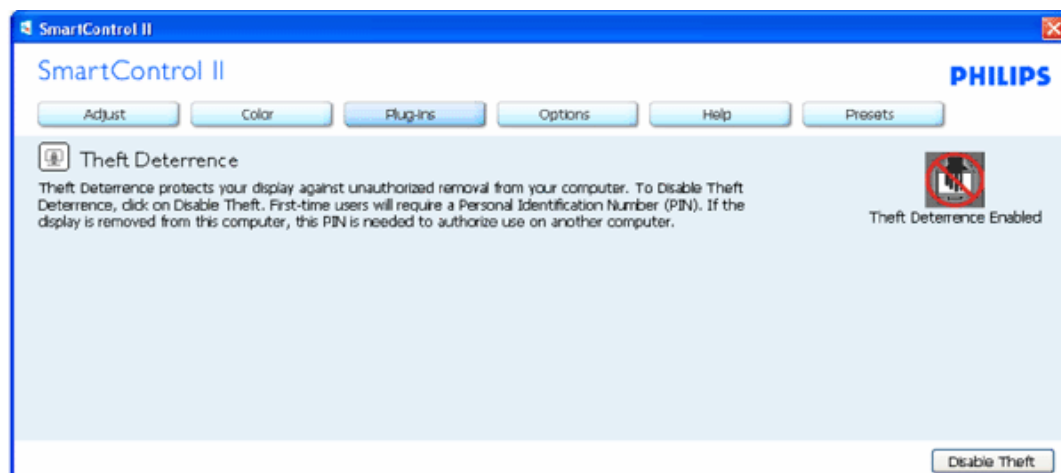 SmartControl II
SmartControl II
PHILIPS
Adjust Color Plug-Ins Options Help Presets
Theft Deterrence
Theft Deterrence protects your display against unauthorized removal from your computer. To Disable Theft
Deterrence, click on Disable Theft. First-time users will require a Personal Identification Number (PIN). If the
display is removed from this computer, this PIN is needed to authorize use on another computer.
Theft Deterrence Enabled
Disable Theft